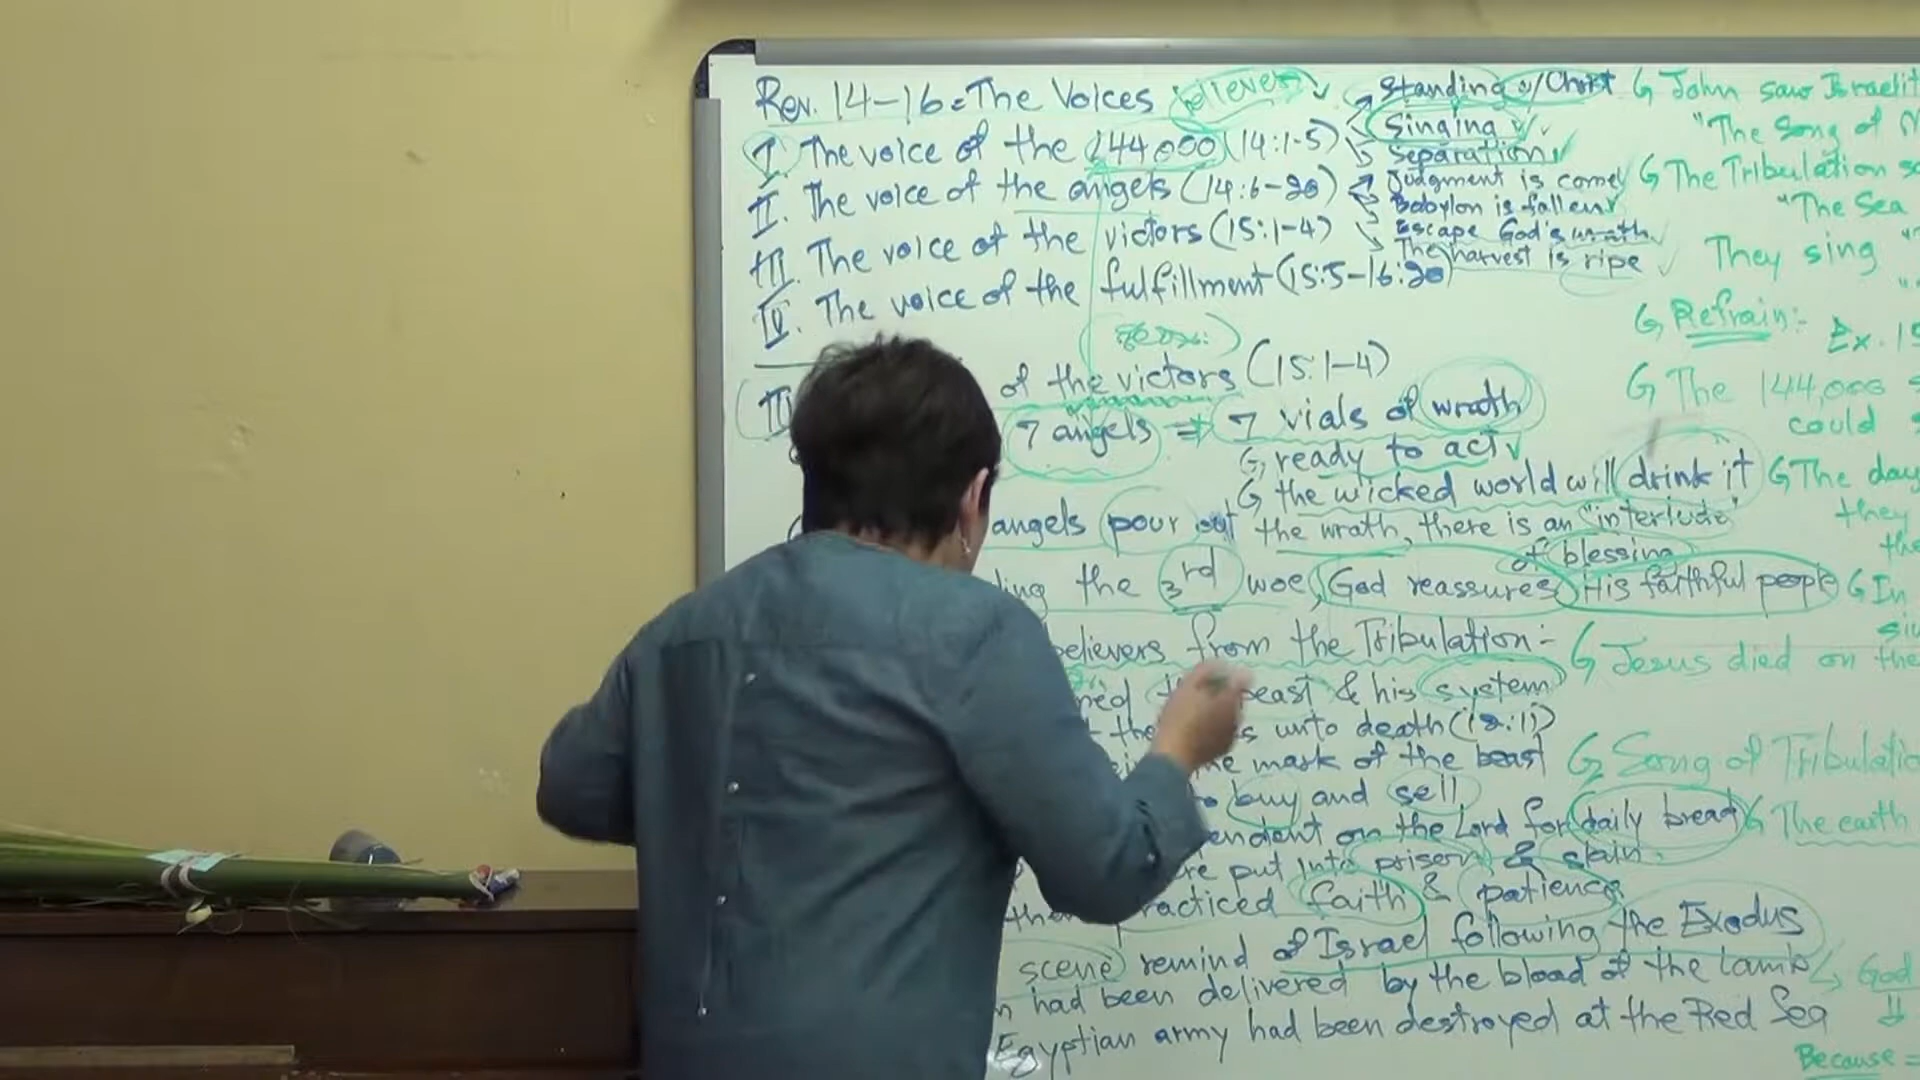 Rev. 14-16 = The Voices believers
I. The voice of the 144,000 (14:1-5)
Standing w/Christ
Singing
Separation
II. The voice of the angels (14:6-20)
Judgment is come
Babylon is fallen
Escape God's wrath
The harvest is ripe
III. The voice of the victors (15:1-4)
IV. The voice of the fulfillment (15:5-16:20)
III of the victors (15:1-4)
7 angels ⇒ 7 vials of wrath
ready to act
the wicked world will drink it
angels pour out the wrath, there is an "interlude"
of blessing
the 3rd woe, God reassures His faithful people
believers from the Tribulation:-
beast & his system
unto death (12:11)
mark of the beast
buy and sell
on the Lord for daily bread
put into prison & slain.
faith & patience.
scene remind of Israel following the Exodus
had been delivered by the blood of the lamb
Egyptian army had been destroyed at the Red Sea
John saw
"The Song of
The Tribulation
"The Sea
They sing
Refrain:-
Ex. 15
The 144,000
could
The day
they
the
In
Jesus died on the
Song of
The earth
God
⇓
Because =